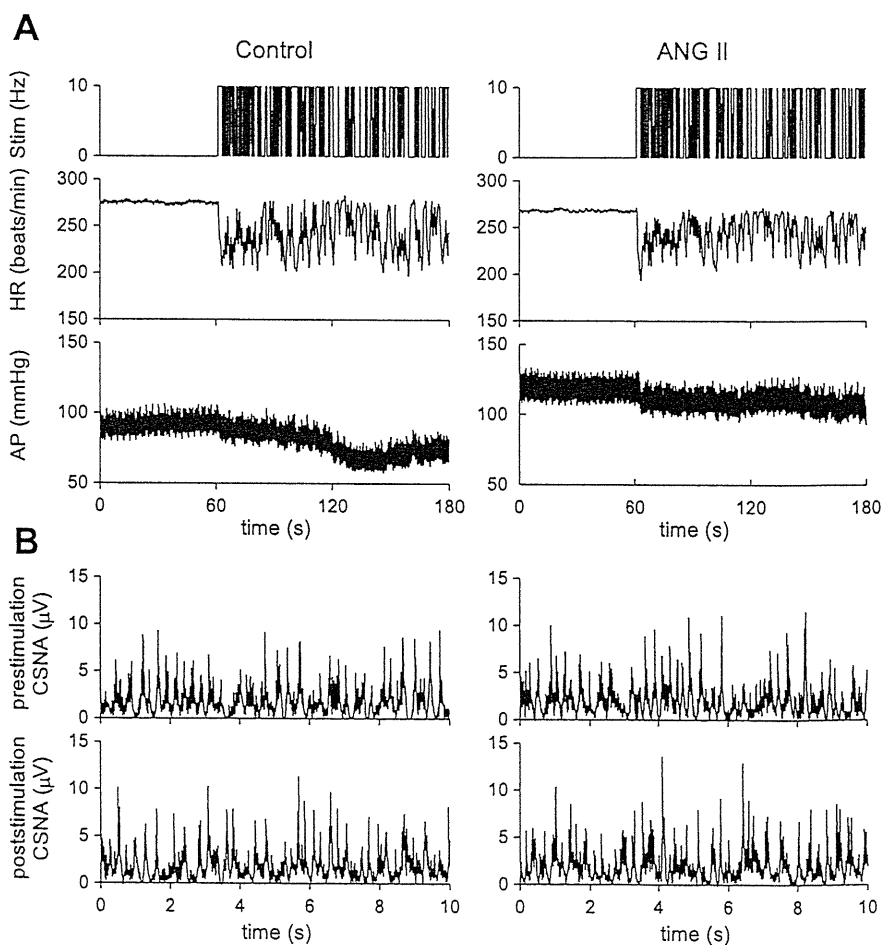 A
Control
ANG II
Stim (Hz)
10
0
10
0
HR (beats/min)
300
250
200
150
300
250
200
150
AP (mmHg)
150
100
50
150
100
50
0 60 120 180
0 60 120 180
time (s)
time (s)
B
prestimulation
CSNA (μV)
15
10
5
0
15
10
5
0
poststimulation
CSNA (μV)
15
10
5
0
15
10
5
0
0 2 4 6 8 10
0 2 4 6 8 10
time (s)
time (s)